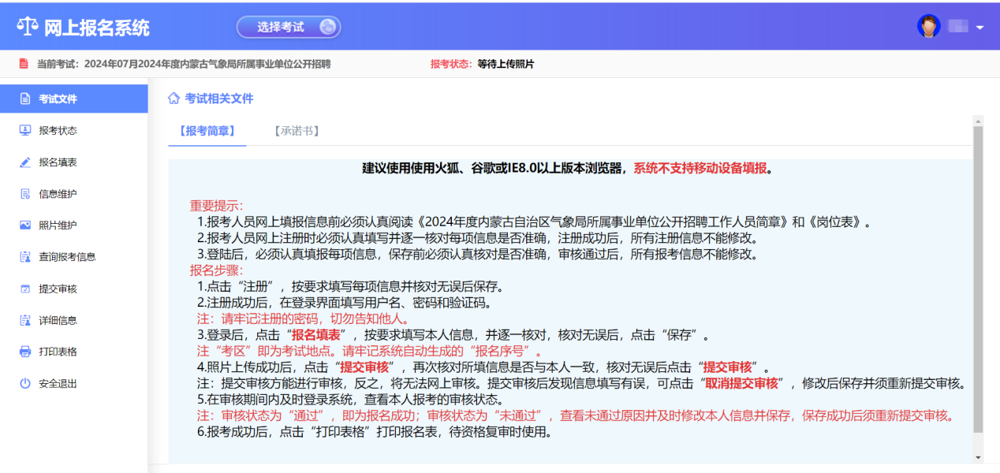 网上报名系统
选择考试
当前考试：2024年07月2024年度内蒙古气象局所属事业单位公开招聘
报考状态：等待上传照片
考试文件
报考状态
报名填表
信息维护
照片维护
查询报考信息
提交审核
详细信息
打印表格
安全退出
考试相关文件
【报考简章】
【承诺书】
建议使用使用火狐、谷歌或IE8.0以上版本浏览器，系统不支持移动设备填报。
重要提示：
1.报考人员网上填报信息前必须认真阅读《2024年度内蒙古自治区气象局所属事业单位公开招聘工作人员简章》和《岗位表》。
2.报考人员网上注册时必须认真填写并逐一核对每项信息是否准确，注册成功后，所有注册信息不能修改。
3.登陆后，必须认真填报每项信息，保存前必须认真核对是否准确，审核通过后，所有报考信息不能修改。
报名步骤：
1.点击“注册”，按要求填写每项信息并核对无误后保存。
2.注册成功后，在登录界面填写用户名、密码和验证码。
注：请牢记注册的密码，切勿告知他人。
3.登录后，点击“报名填表”，按要求填写本人信息，并逐一核对，核对无误后，点击“保存”。
注“考区”即为考试地点。请牢记系统自动生成的“报名序号”。
4.照片上传成功后，点击“提交审核”，再次核对所填信息是否与本人一致，核对无误后点击“提交审核”。
注：提交审核方能进行审核，反之，将无法网上审核。提交审核后发现信息填写有误，可点击“取消提交审核”，修改后保存并须重新提交审核。
5.在审核期间内及时登录系统，查看本人报考的审核状态。
注：审核状态为“通过”，即为报名成功；审核状态为“未通过”，查看未通过原因并及时修改本人信息并保存，保存成功后须重新提交审核。
6.报考成功后，点击“打印表格”打印报名表，待资格复审时使用。